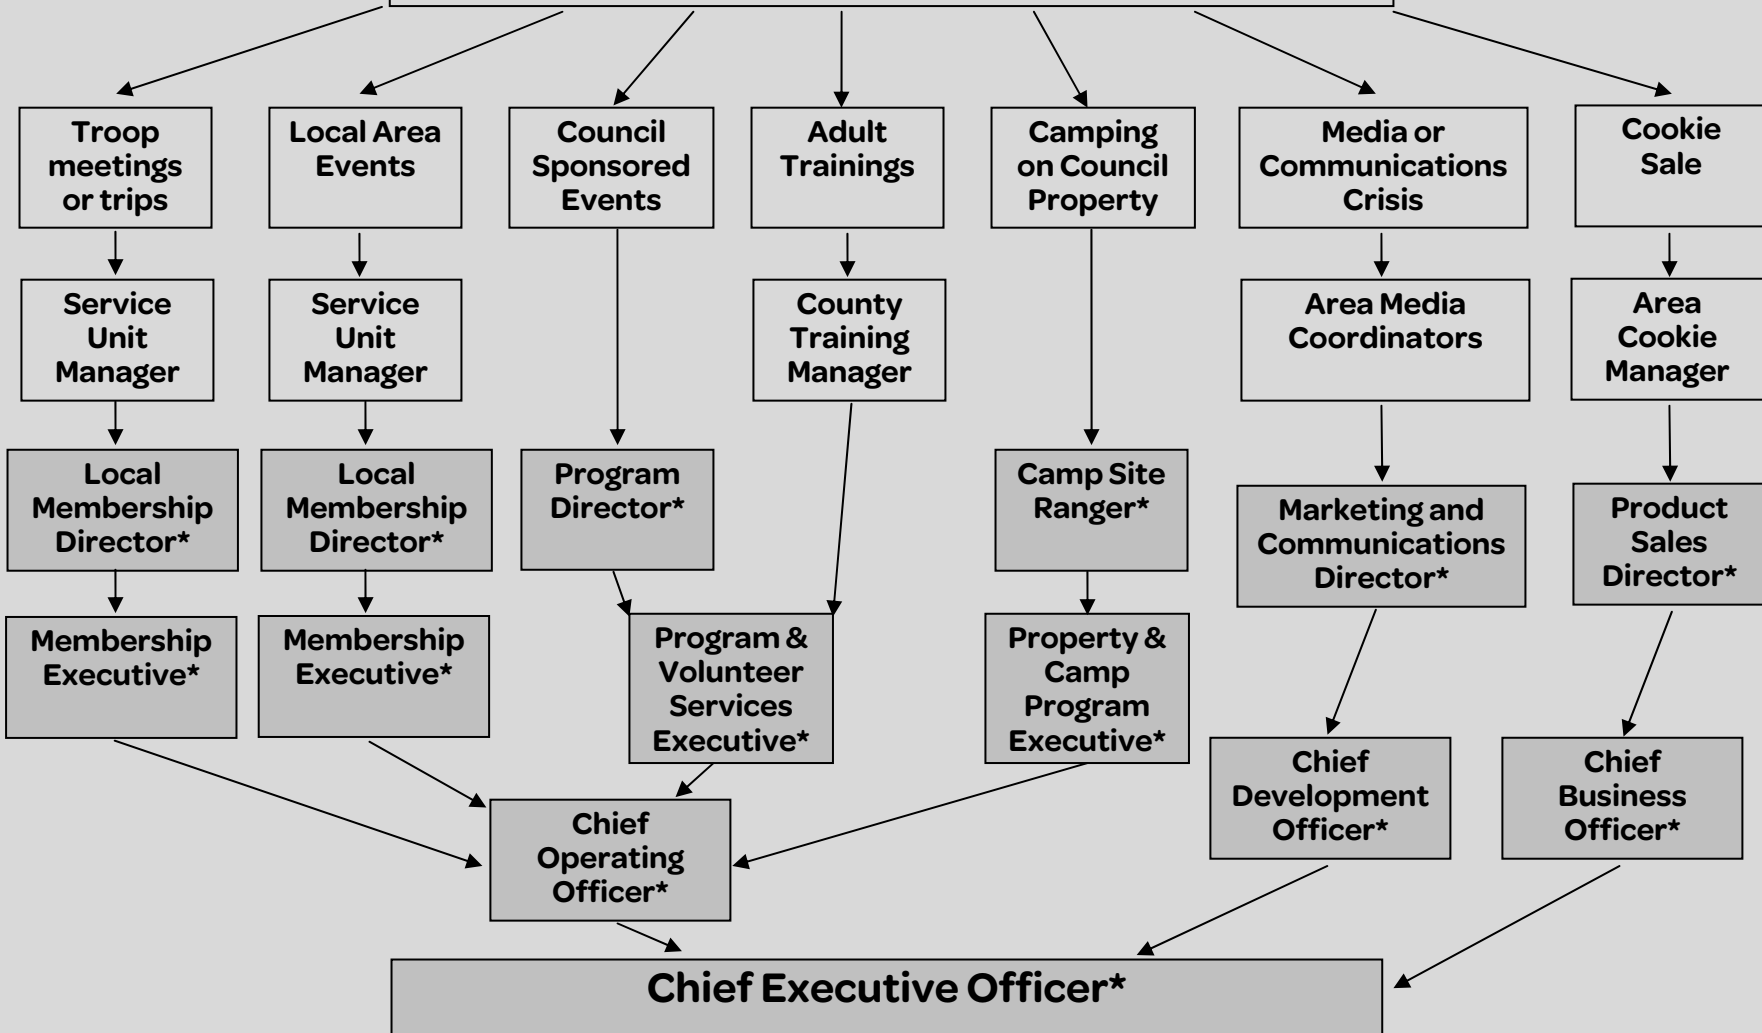 Troop
meetings
or trips
Local Area
Events
Council
Sponsored
Events
Adult
Trainings
Camping
on Council
Property
Media or
Communications
Crisis
Cookie
Sale
Service
Unit
Manager
Service
Unit
Manager
County
Training
Manager
Area Media
Coordinators
Area
Cookie
Manager
Local
Membership
Director*
Local
Membership
Director*
Program
Director*
Camp Site
Ranger*
Marketing and
Communications
Director*
Product
Sales
Director*
Membership
Executive*
Membership
Executive*
Program &
Volunteer
Services
Executive*
Property &
Camp
Program
Executive*
Chief
Development
Officer*
Chief
Business
Officer*
Chief
Operating
Officer*
Chief Executive Officer*